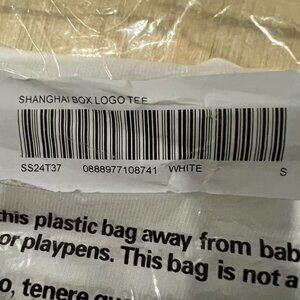 SHANGHAI BOX LOGO TEE
SS24T37 0888977108741 WHITE S
this plastic bag away from bab
or playpens. This bag is not a
o, tenere